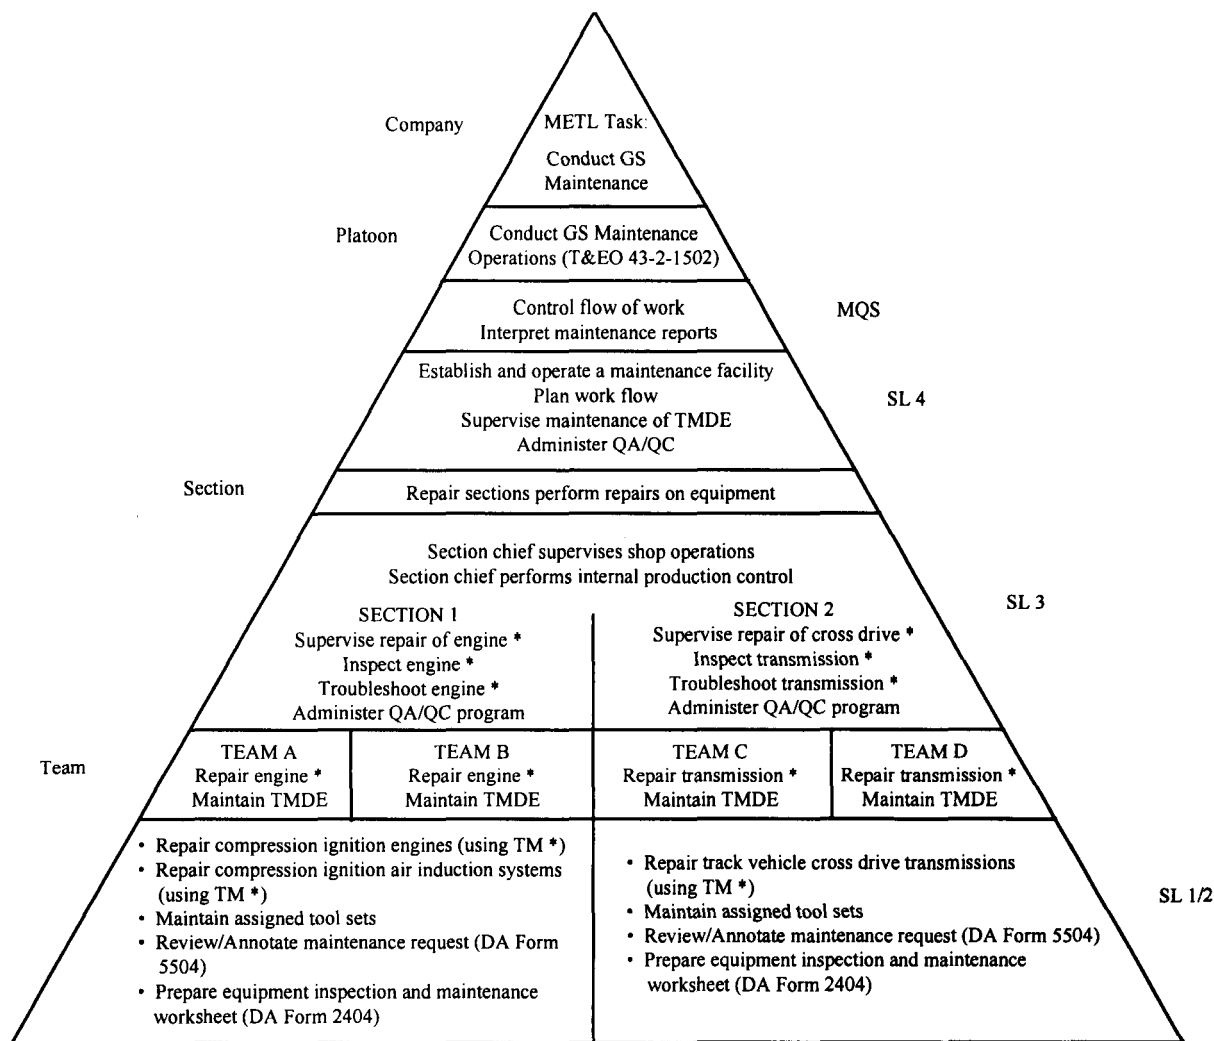 Company
METL Task:
Conduct GS
Maintenance
Platoon
Conduct GS Maintenance
Operations (T&EO 43-2-1502)
Control flow of work
Interpret maintenance reports
MQS
Establish and operate a maintenance facility
Plan work flow
Supervise maintenance of TMDE
Administer QA/QC
SL 4
Section
Repair sections perform repairs on equipment
Section chief supervises shop operations
Section chief performs internal production control
SL 3
SECTION 1
Supervise repair of engine *
Inspect engine *
Troubleshoot engine *
Administer QA/QC program
SECTION 2
Supervise repair of cross drive *
Inspect transmission *
Troubleshoot transmission *
Administer QA/QC program
Team
TEAM A
Repair engine *
Maintain TMDE
TEAM B
Repair engine *
Maintain TMDE
TEAM C
Repair transmission *
Maintain TMDE
TEAM D
Repair transmission *
Maintain TMDE
• Repair compression ignition engines (using TM *)
• Repair compression ignition air induction systems
(using TM *)
• Maintain assigned tool sets
• Review/Annotate maintenance request (DA Form
5504)
• Prepare equipment inspection and maintenance
worksheet (DA Form 2404)
• Repair track vehicle cross drive transmissions
(using TM *)
• Maintain assigned tool sets
• Review/Annotate maintenance request (DA Form 5504)
• Prepare equipment inspection and maintenance
worksheet (DA Form 2404)
SL 1/2